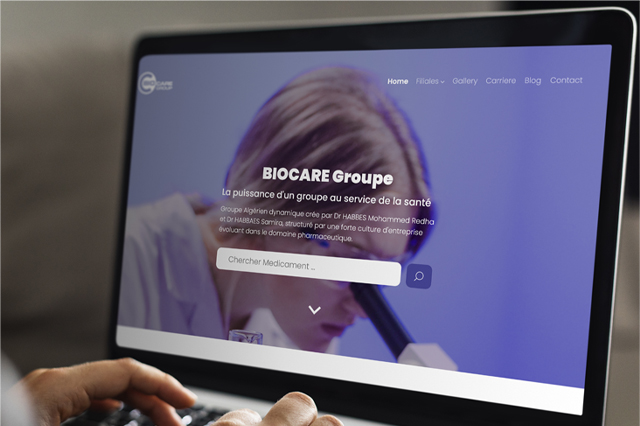 BIOCARE
GROUP
Home Filiales Gallery Carriere Blog Contact
BIOCARE Groupe
La puissance d'un groupe au service de la santé
Groupe Algérien dynamique crée par Dr HABBES Mohammed Redha
et Dr HABBAES Samira, structuré par une forte culture d'entreprise
évoluant dans le domaine pharmaceutique.
Chercher Medicament ...